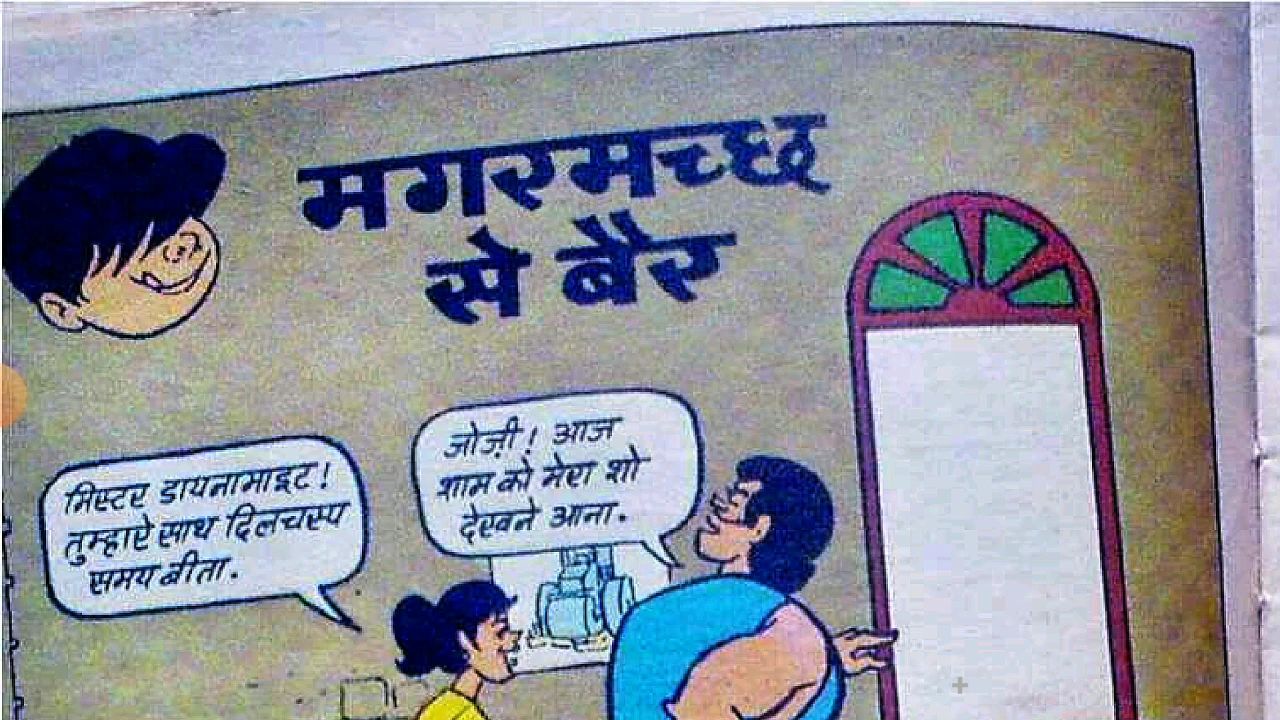 मगरमच्छ
से बैर
मिस्टर डायनामाइट!
तुम्हारे साथ दिलचस्प
समय बीता.
जोज़ी! आज
शाम को मेरा शो
देखने आना.